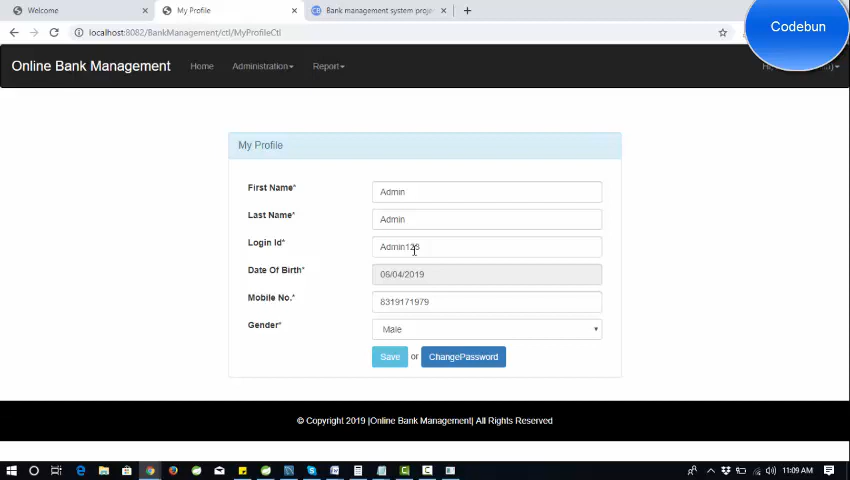 Welcome
My Profile
Bank management system proje
Codebun
localhost:8082/BankManagement/ctl/MyProfileCtl
Online Bank Management Home Administration Report
My Profile
First Name* Admin
Last Name* Admin
Login Id* Admin123
Date Of Birth* 06/04/2019
Mobile No.* 8319171979
Gender* Male
Save or ChangePassword
© Copyright 2019 |Online Bank Management| All Rights Reserved
11:09 AM